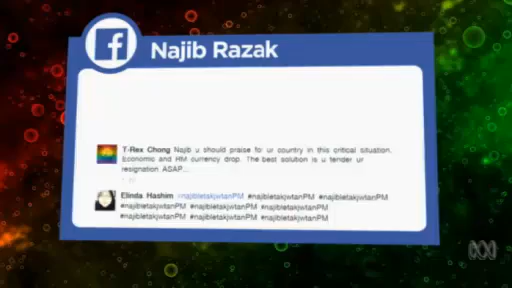 Najib Razak
T-Rex Chong Najib u should praise for ur country in this critical situation.
Economic and RM currency drop. The best solution is u tender ur
resignation ASAP...
Elinda Hashim #najibletakjwtanPM #najibletakjwtanPM #najibletakjwtanPM
#najibletakjwtanPM #najibletakjwtanPM #najibletakjwtanPM
#najibletakjwtanPM #najibletakjwtanPM #najibletakjwtanPM